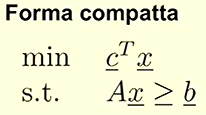 Forma compatta
min c^T x
s.t. Ax ≥ b